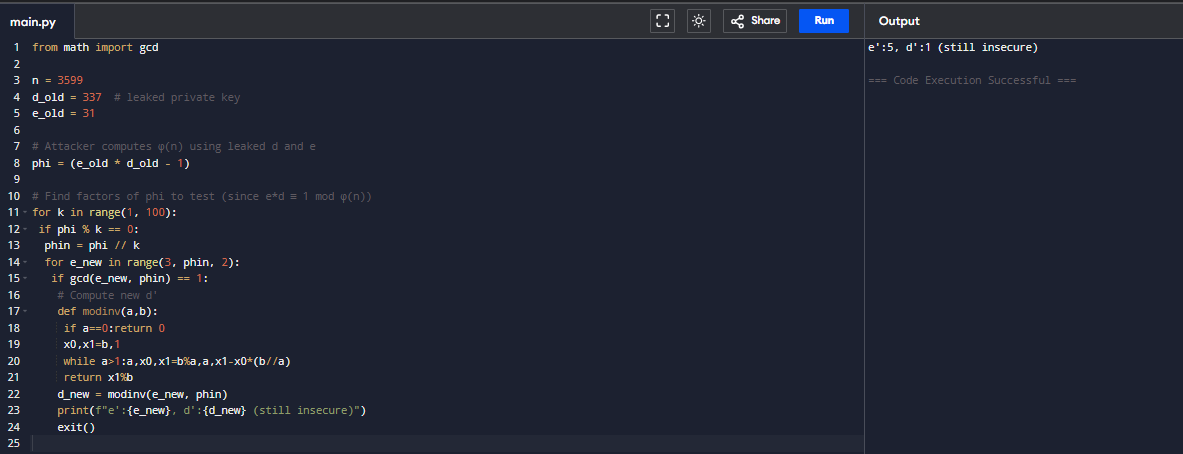 main.py
Share
Run
Output
1 from math import gcd
2
3 n = 3599
4 d_old = 337  # leaked private key
5 e_old = 31
6
7 # Attacker computes φ(n) using leaked d and e
8 phi = (e_old * d_old - 1)
9
10 # Find factors of phi to test (since e*d ≡ 1 mod φ(n))
11 for k in range(1, 100):
12  if phi % k == 0:
13   phin = phi // k
14   for e_new in range(3, phin, 2):
15    if gcd(e_new, phin) == 1:
16     # Compute new d'
17     def modinv(a,b):
18      if a==0:return 0
19      x0,x1=b,1
20      while a>1:a,x0,x1=b%a,a,x1-x0*(b//a)
21      return x1%b
22     d_new = modinv(e_new, phin)
23     print(f"e':{e_new}, d':{d_new} (still insecure)")
24     exit()
25
e':5, d':1 (still insecure)
=== Code Execution Successful ===